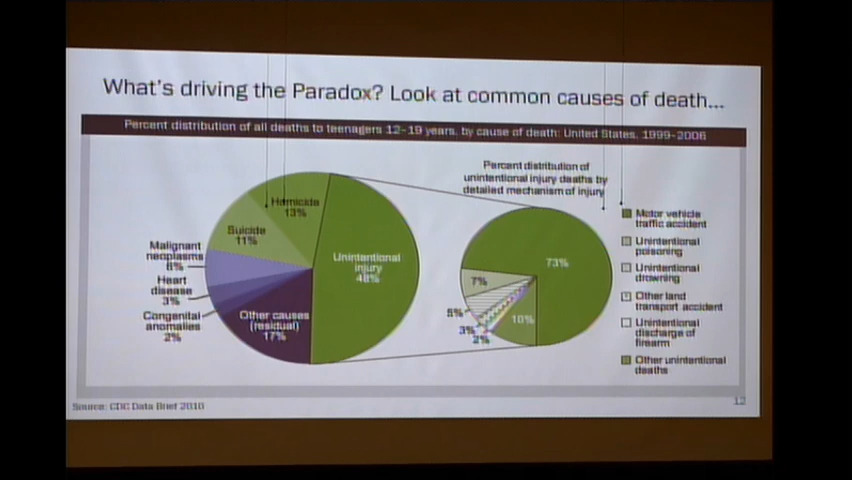 What's driving the Paradox? Look at common causes of death...
Percent distribution of all deaths to teenagers 12–19 years, by cause of death: United States, 1999–2006
Percent distribution of
unintentional injury deaths by
detailed mechanism of injury
Homicide
13%
Suicide
11%
Malignant
neoplasms
6%
Heart
disease
3%
Congenital
anomalies
2%
Other causes
(residual)
17%
Unintentional
injury
48%
73%
7%
5%
3%
2%
10%
Motor vehicle
traffic accident
Unintentional
poisoning
Unintentional
drowning
Other land
transport accident
Unintentional
discharge of
firearm
Other unintentional
deaths
Source: CDC Data Brief 2010
12